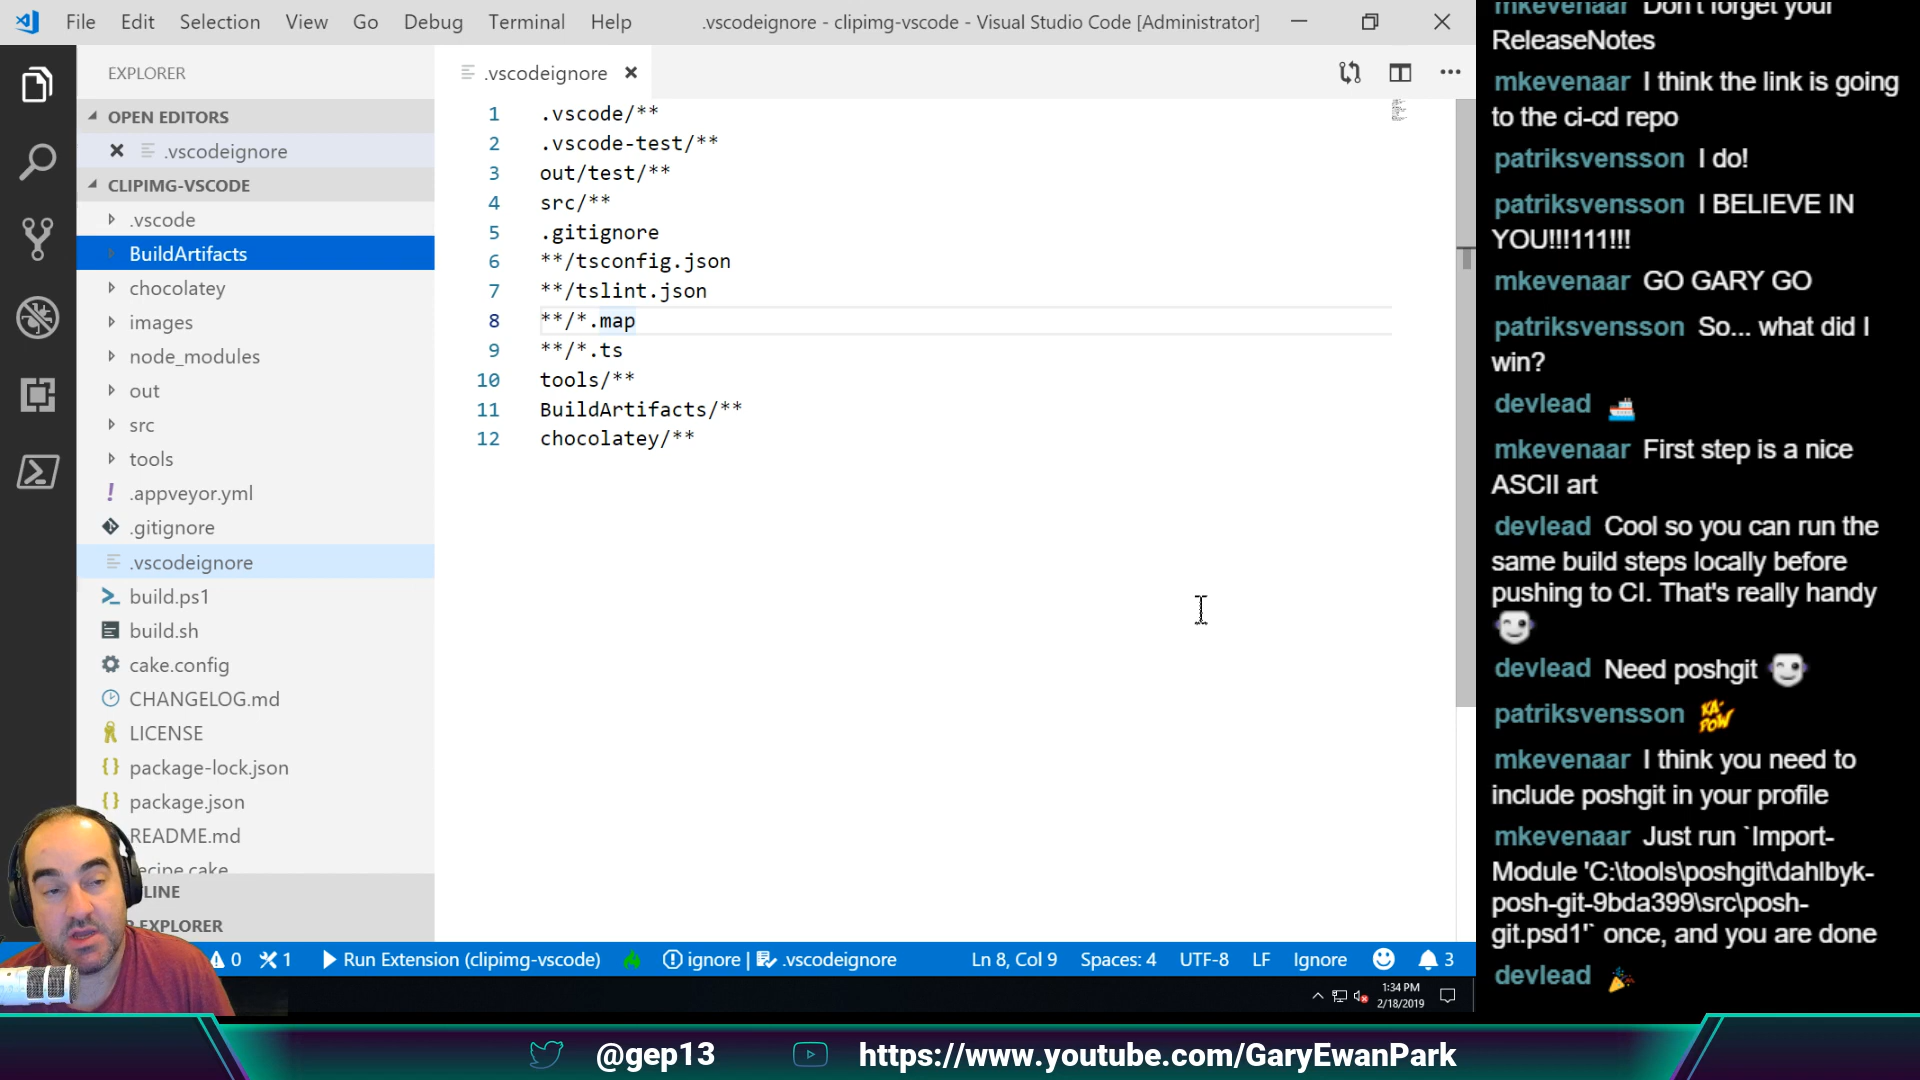 File Edit Selection View Go Debug Terminal Help .vscodeignore - clipimg-vscode - Visual Studio Code [Administrator]
EXPLORER
OPEN EDITORS
.vscodeignore
CLIPIMG-VSCODE
.vscode
BuildArtifacts
chocolatey
images
node_modules
out
src
tools
.appveyor.yml
.gitignore
.vscodeignore
build.ps1
build.sh
cake.config
CHANGELOG.md
LICENSE
package-lock.json
package.json
README.md
ecipe.cake
LINE
EXPLORER
.vscodeignore
1 .vscode/**
2 .vscode-test/**
3 out/test/**
4 src/**
5 .gitignore
6 **/tsconfig.json
7 **/tslint.json
8 **/*.map
9 **/*.ts
10 tools/**
11 BuildArtifacts/**
12 chocolatey/**
0 1 Run Extension (clipimg-vscode) ignore | .vscodeignore Ln 8, Col 9 Spaces: 4 UTF-8 LF Ignore 3
1:34 PM
2/18/2019
mkevenaar Don't forget your
ReleaseNotes
mkevenaar I think the link is going
to the ci-cd repo
patriksvensson I do!
patriksvensson I BELIEVE IN
YOU!!!111!!!
mkevenaar GO GARY GO
patriksvensson So... what did I
win?
devlead
mkevenaar First step is a nice
ASCII art
devlead Cool so you can run the
same build steps locally before
pushing to CI. That's really handy
devlead Need poshgit
patriksvensson KA-
POW
mkevenaar I think you need to
include poshgit in your profile
mkevenaar Just run `Import-
Module 'C:\tools\poshgit\dahlbyk-
posh-git-9bda399\src\posh-
git.psd1'` once, and you are done
devlead
@gep13 https://www.youtube.com/GaryEwanPark